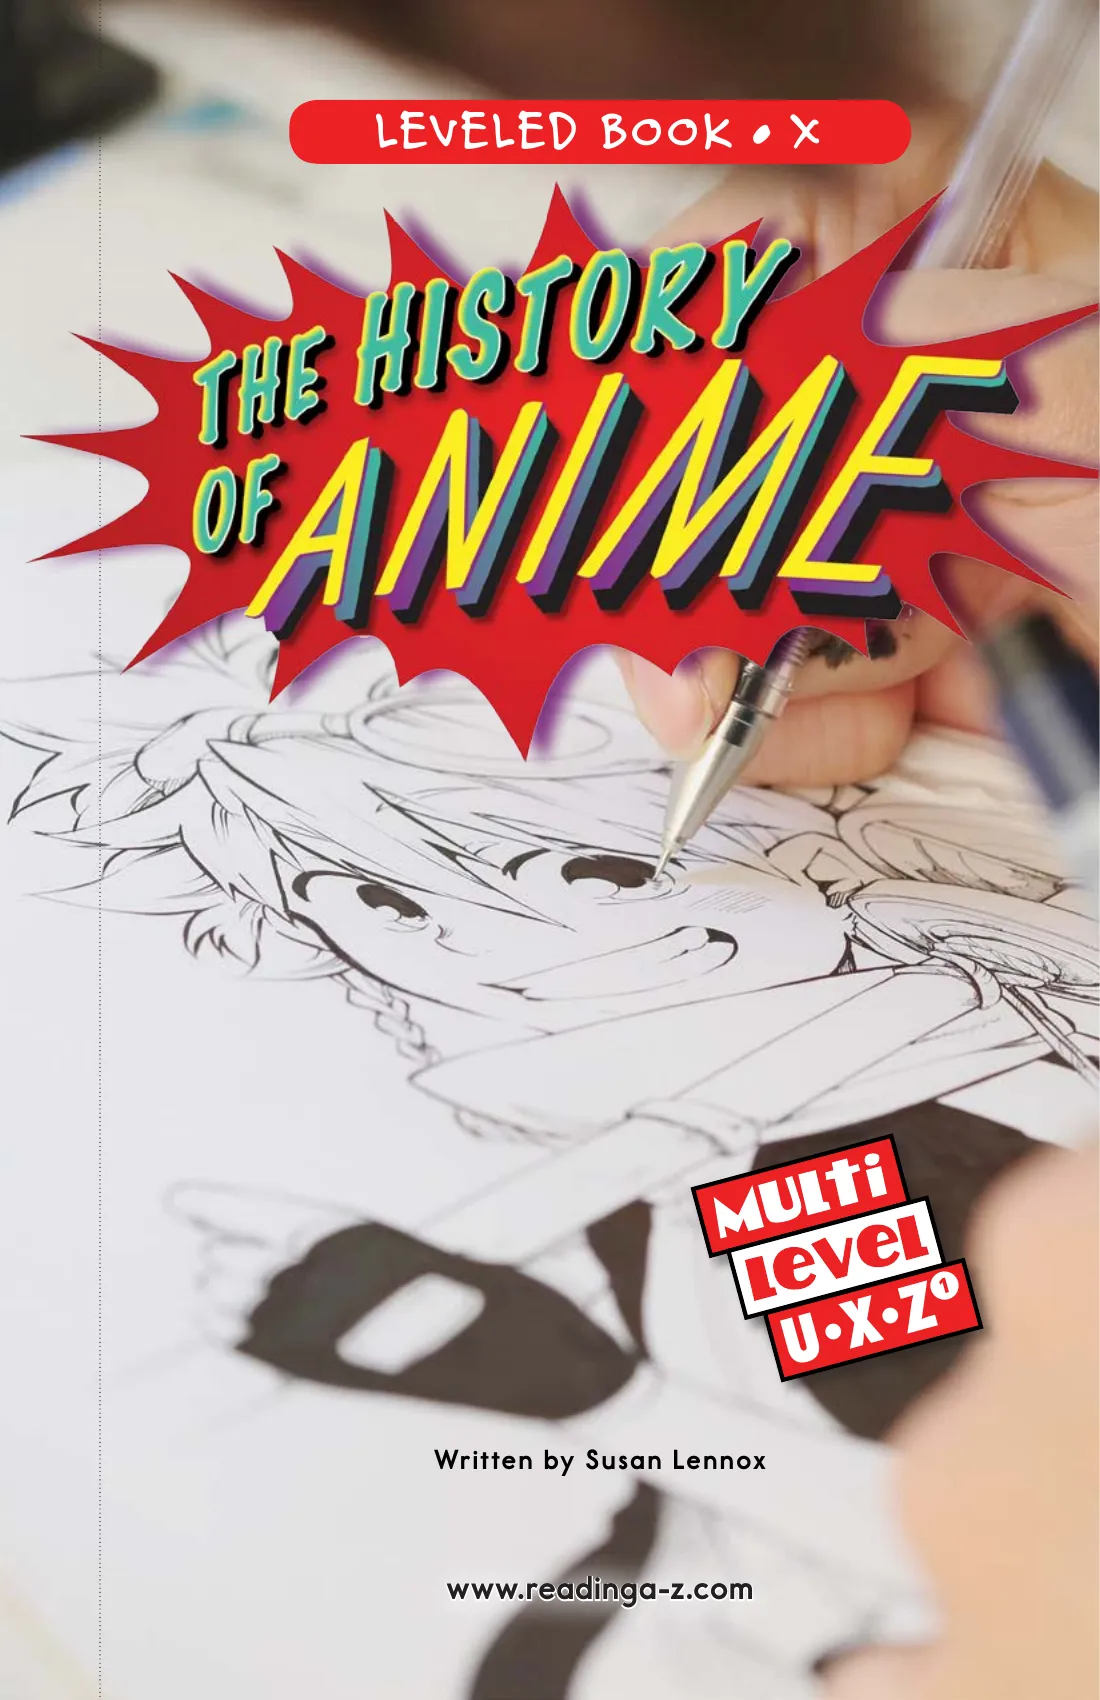 LEVELED BOOK • X
THE HISTORY
OF ANIME
MULTi
LEVEL
U•X•Z¹
Written by Susan Lennox
www.readinga-z.com